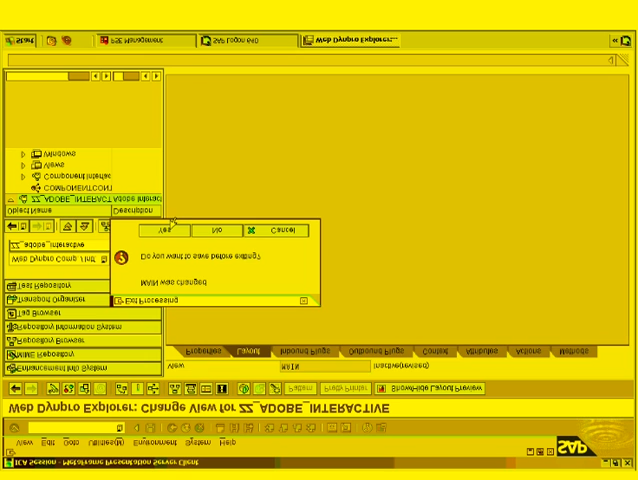 ICA Session - MetaFrame Presentation Server Client
View Edit Goto Utilities(M) Environment System Help
SAP
Web Dynpro Explorer: Change View for ZZ_ADOBE_INTERACTIVE
Pattern Pretty Printer Show/Hide Layout Preview
Enhancement Info System
MIME Repository
Repository Browser
Repository Information System
Tag Browser
Transport Organizer
Test Repository
Web Dynpro Comp. / Intf.
ZZ_adobe_interactive
Object Name Description
ZZ_ADOBE_INTERACT Adobe Interact
COMPONENTCONT
Component Interfac
Views
Windows
View MAIN Inactive(revised)
Properties Layout Inbound Plugs Outbound Plugs Context Attributes Actions Methods
Exit Processing
MAIN was changed
Do you want to save before exiting?
Yes No Cancel
Start PSE Management SAP Logon 640 Web Dynpro Explorer...